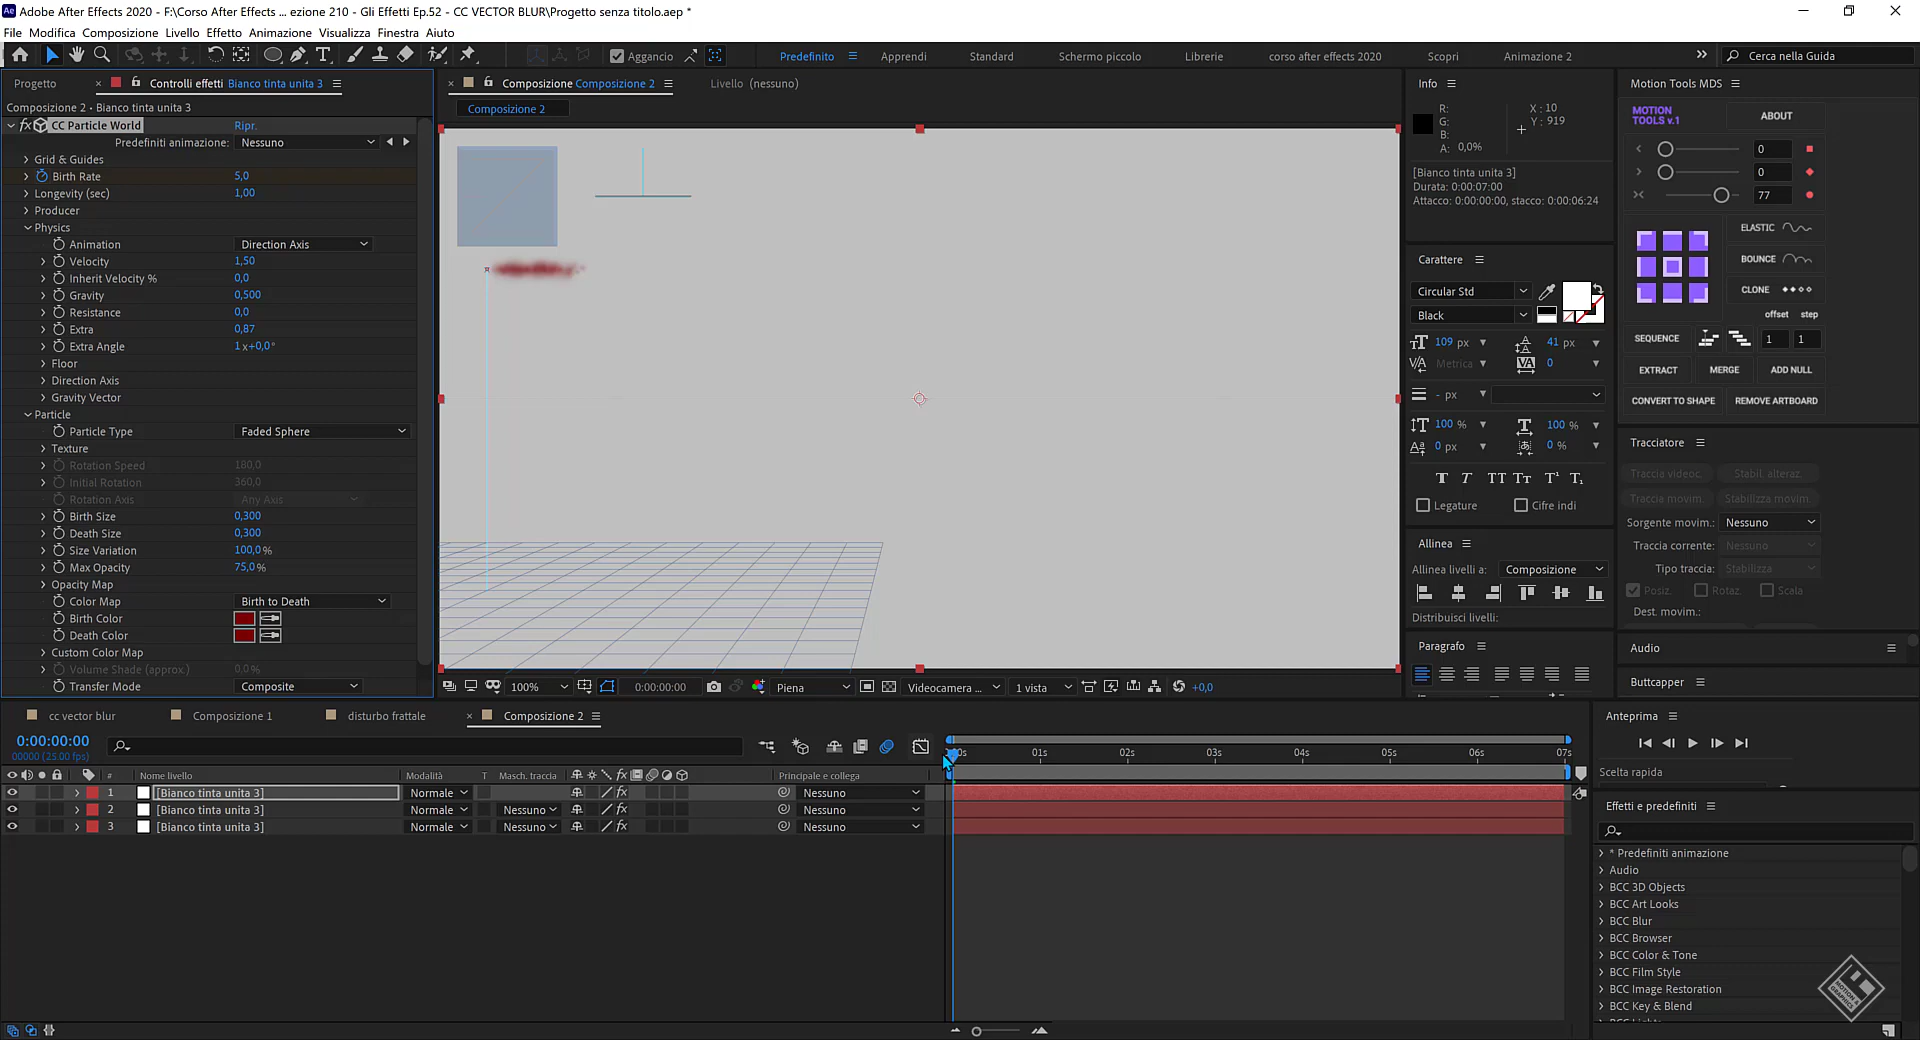 Adobe After Effects 2020 - F:\Corso After Effects ... ezione 210 - Gli Effetti Ep.52 - CC VECTOR BLUR\Progetto senza titolo.aep *
File Modifica Composizione Livello Effetto Animazione Visualizza Finestra Aiuto
Aggancio Predefinito Apprendi Standard Schermo piccolo Librerie corso after effects 2020 Scopri Animazione 2 Cerca nella Guida
Progetto Controlli effetti Bianco tinta unita 3
Composizione 2 • Bianco tinta unita 3
fx CC Particle World Ripr.
Predefiniti animazione: Nessuno
Grid & Guides
Birth Rate 5,0
Longevity (sec) 1,00
Producer
Physics
Animation Direction Axis
Velocity 1,50
Inherit Velocity % 0,0
Gravity 0,500
Resistance 0,0
Extra 0,87
Extra Angle 1x+0,0°
Floor
Direction Axis
Gravity Vector
Particle
Particle Type Faded Sphere
Texture
Rotation Speed 180,0
Initial Rotation 360,0
Rotation Axis Any Axis
Birth Size 0,300
Death Size 0,300
Size Variation 100,0%
Max Opacity 75,0%
Opacity Map
Color Map Birth to Death
Birth Color
Death Color
Custom Color Map
Volume Shade (approx.) 0,0%
Transfer Mode Composite
Composizione Composizione 2 Livello (nessuno)
Composizione 2
100% 0:00:00:00 Piena Videocamera ... 1 vista +0,0
Info
R:
G:
B:
A: 0,0%
X : 10
Y : 919
[Bianco tinta unita 3]
Durata: 0:00:07:00
Attacco: 0:00:00:00, stacco: 0:00:06:24
Carattere
Circular Std
Black
109 px 41 px
Metrica 0
- px
100 % 100 %
0 px 0 %
Legature Cifre indi
Allinea
Allinea livelli a: Composizione
Distribuisci livelli:
Paragrafo
Motion Tools MDS
MOTION
TOOLS v.1
ABOUT
0
0
77
ELASTIC
BOUNCE
CLONE
offset step
SEQUENCE 1 1
EXTRACT MERGE ADD NULL
CONVERT TO SHAPE REMOVE ARTBOARD
Tracciatore
Traccia videoc. Stabil. alteraz.
Traccia movim. Stabilizza movim.
Sorgente movim.: Nessuno
Traccia corrente: Nessuno
Tipo traccia: Stabilizza
Posiz. Rotaz. Scala
Dest. movim.:
Audio
Buttcapper
cc vector blur Composizione 1 disturbo frattale Composizione 2
0:00:00:00
00000 (25.00 fps)
:00s 01s 02s 03s 04s 05s 06s 07s
# Nome livello Modalità T Masch. traccia Principale e collega
1 [Bianco tinta unita 3] Normale Nessuno
2 [Bianco tinta unita 3] Normale Nessuno Nessuno
3 [Bianco tinta unita 3] Normale Nessuno Nessuno
Anteprima
Scelta rapida
Effetti e predefiniti
* Predefiniti animazione
Audio
BCC 3D Objects
BCC Art Looks
BCC Blur
BCC Browser
BCC Color & Tone
BCC Film Style
BCC Image Restoration
BCC Key & Blend